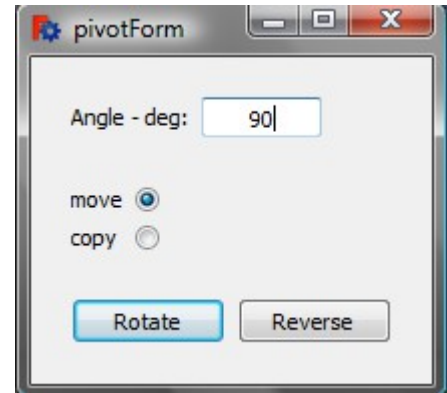 pivotForm
Angle - deg: 90
move
copy
Rotate Reverse